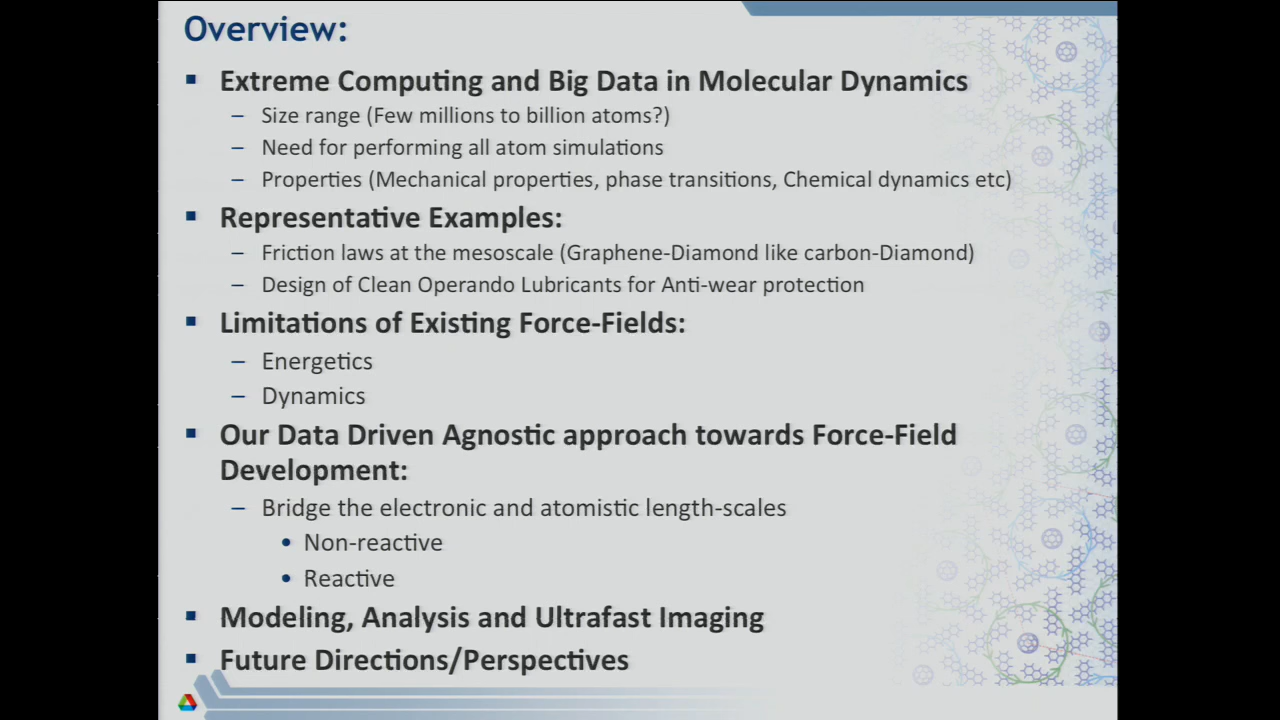 Overview:
Extreme Computing and Big Data in Molecular Dynamics
– Size range (Few millions to billion atoms?)
– Need for performing all atom simulations
– Properties (Mechanical properties, phase transitions, Chemical dynamics etc)
Representative Examples:
– Friction laws at the mesoscale (Graphene-Diamond like carbon-Diamond)
– Design of Clean Operando Lubricants for Anti-wear protection
Limitations of Existing Force-Fields:
– Energetics
– Dynamics
Our Data Driven Agnostic approach towards Force-Field
Development:
– Bridge the electronic and atomistic length-scales
• Non-reactive
• Reactive
Modeling, Analysis and Ultrafast Imaging
Future Directions/Perspectives